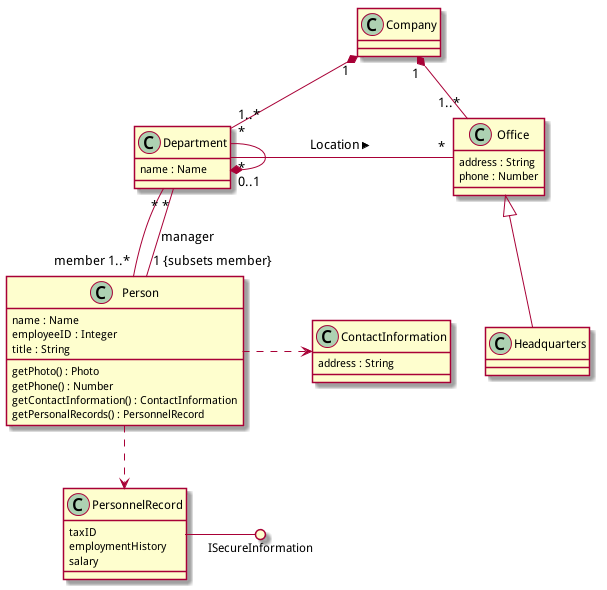 C Company
1
1
1..*
1..*
*
C Department
name : Name
*
0..1
Location ►
*
C Office
address : String
phone : Number
* *
manager
member 1..*
1 {subsets member}
C Person
name : Name
employeeID : Integer
title : String
getPhoto() : Photo
getPhone() : Number
getContactInformation() : ContactInformation
getPersonalRecords() : PersonnelRecord
C ContactInformation
address : String
C Headquarters
C PersonnelRecord
taxID
employmentHistory
salary
ISecureInformation